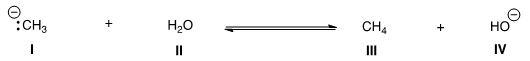 ⊖:CH₃ + H₂O ⇌ CH₄ + HO⊖
I II III IV